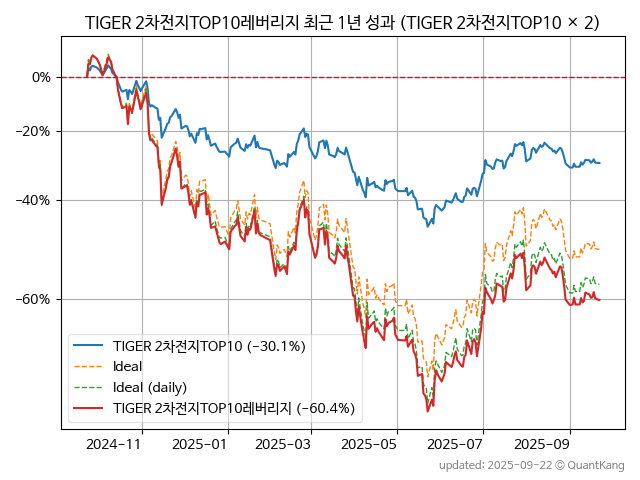 TIGER 2차전지TOP10레버리지 최근 1년 성과 (TIGER 2차전지TOP10 × 2)
0%
−20%
−40%
−60%
TIGER 2차전지TOP10 (−30.1%)
Ideal
Ideal (daily)
TIGER 2차전지TOP10레버리지 (−60.4%)
2024-11 2025-01 2025-03 2025-05 2025-07 2025-09
updated: 2025-09-22 © QuantKang